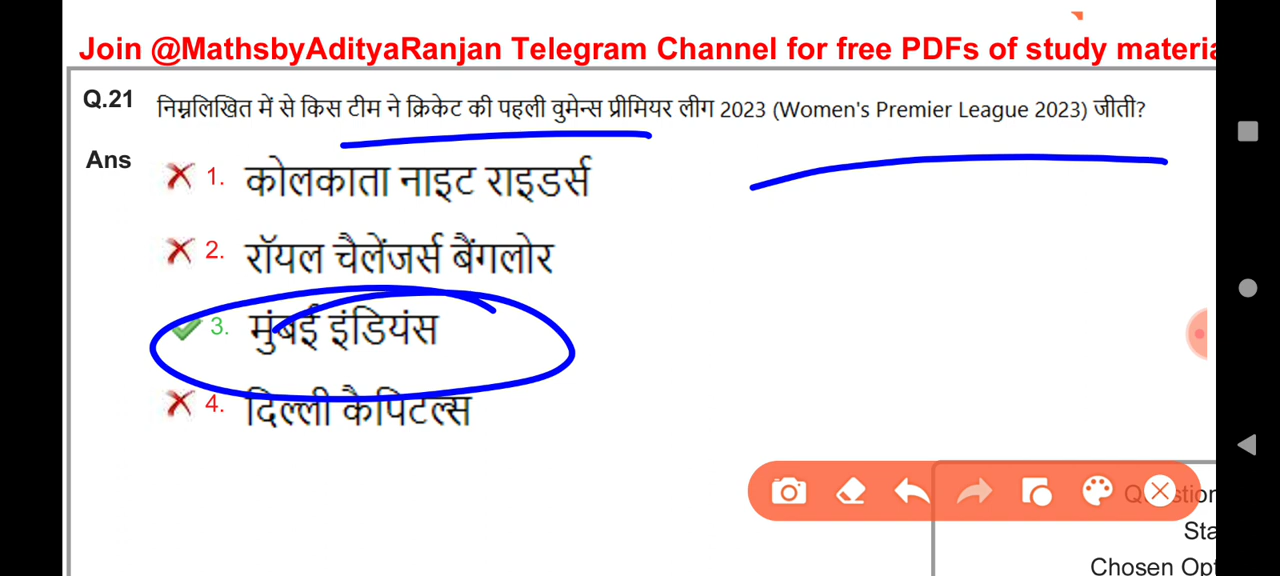 Join @MathsbyAdityaRanjan Telegram Channel for free PDFs of study materia
Q.21 निम्नलिखित में से किस टीम ने क्रिकेट की पहली वुमेन्स प्रीमियर लीग 2023 (Women's Premier League 2023) जीती?
Ans
1. कोलकाता नाइट राइडर्स
2. रॉयल चैलेंजर्स बैंगलोर
3. मुंबई इंडियंस
4. दिल्ली कैपिटल्स
Sta
Chosen Opt